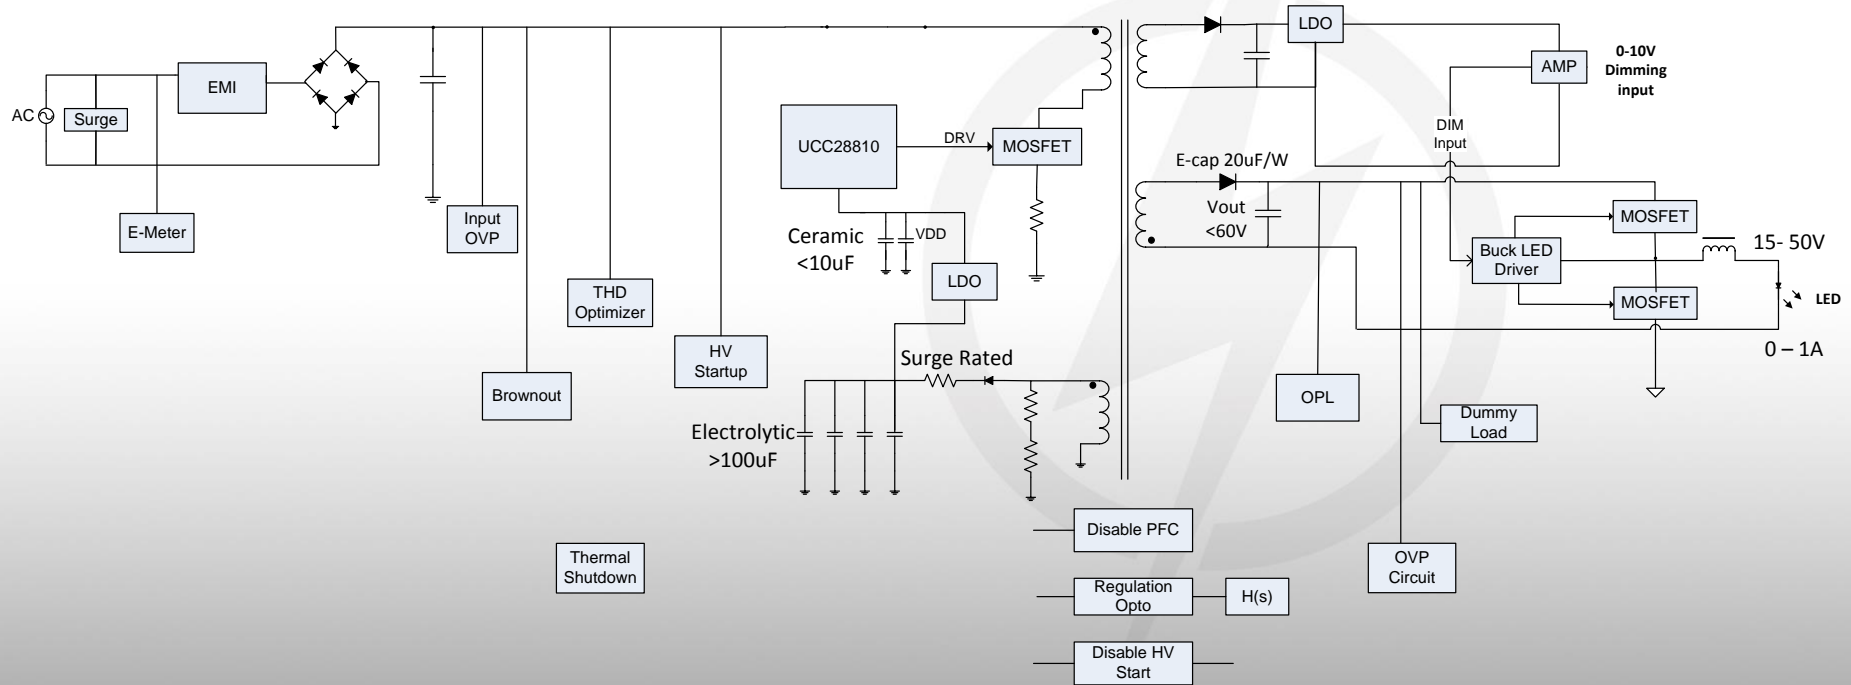 AC
Surge
EMI
E-Meter
Input
OVP
Brownout
THD
Optimizer
HV
Startup
Thermal
Shutdown
UCC28810
DRV
MOSFET
Ceramic
<10uF
VDD
LDO
Surge Rated
Electrolytic
>100uF
LDO
AMP
0-10V
Dimming
input
DIM
Input
E-cap 20uF/W
Vout
<60V
MOSFET
Buck LED
Driver
MOSFET
15- 50V
LED
0 – 1A
OPL
Dummy
Load
OVP
Circuit
Disable PFC
Regulation
Opto
H(s)
Disable HV
Start